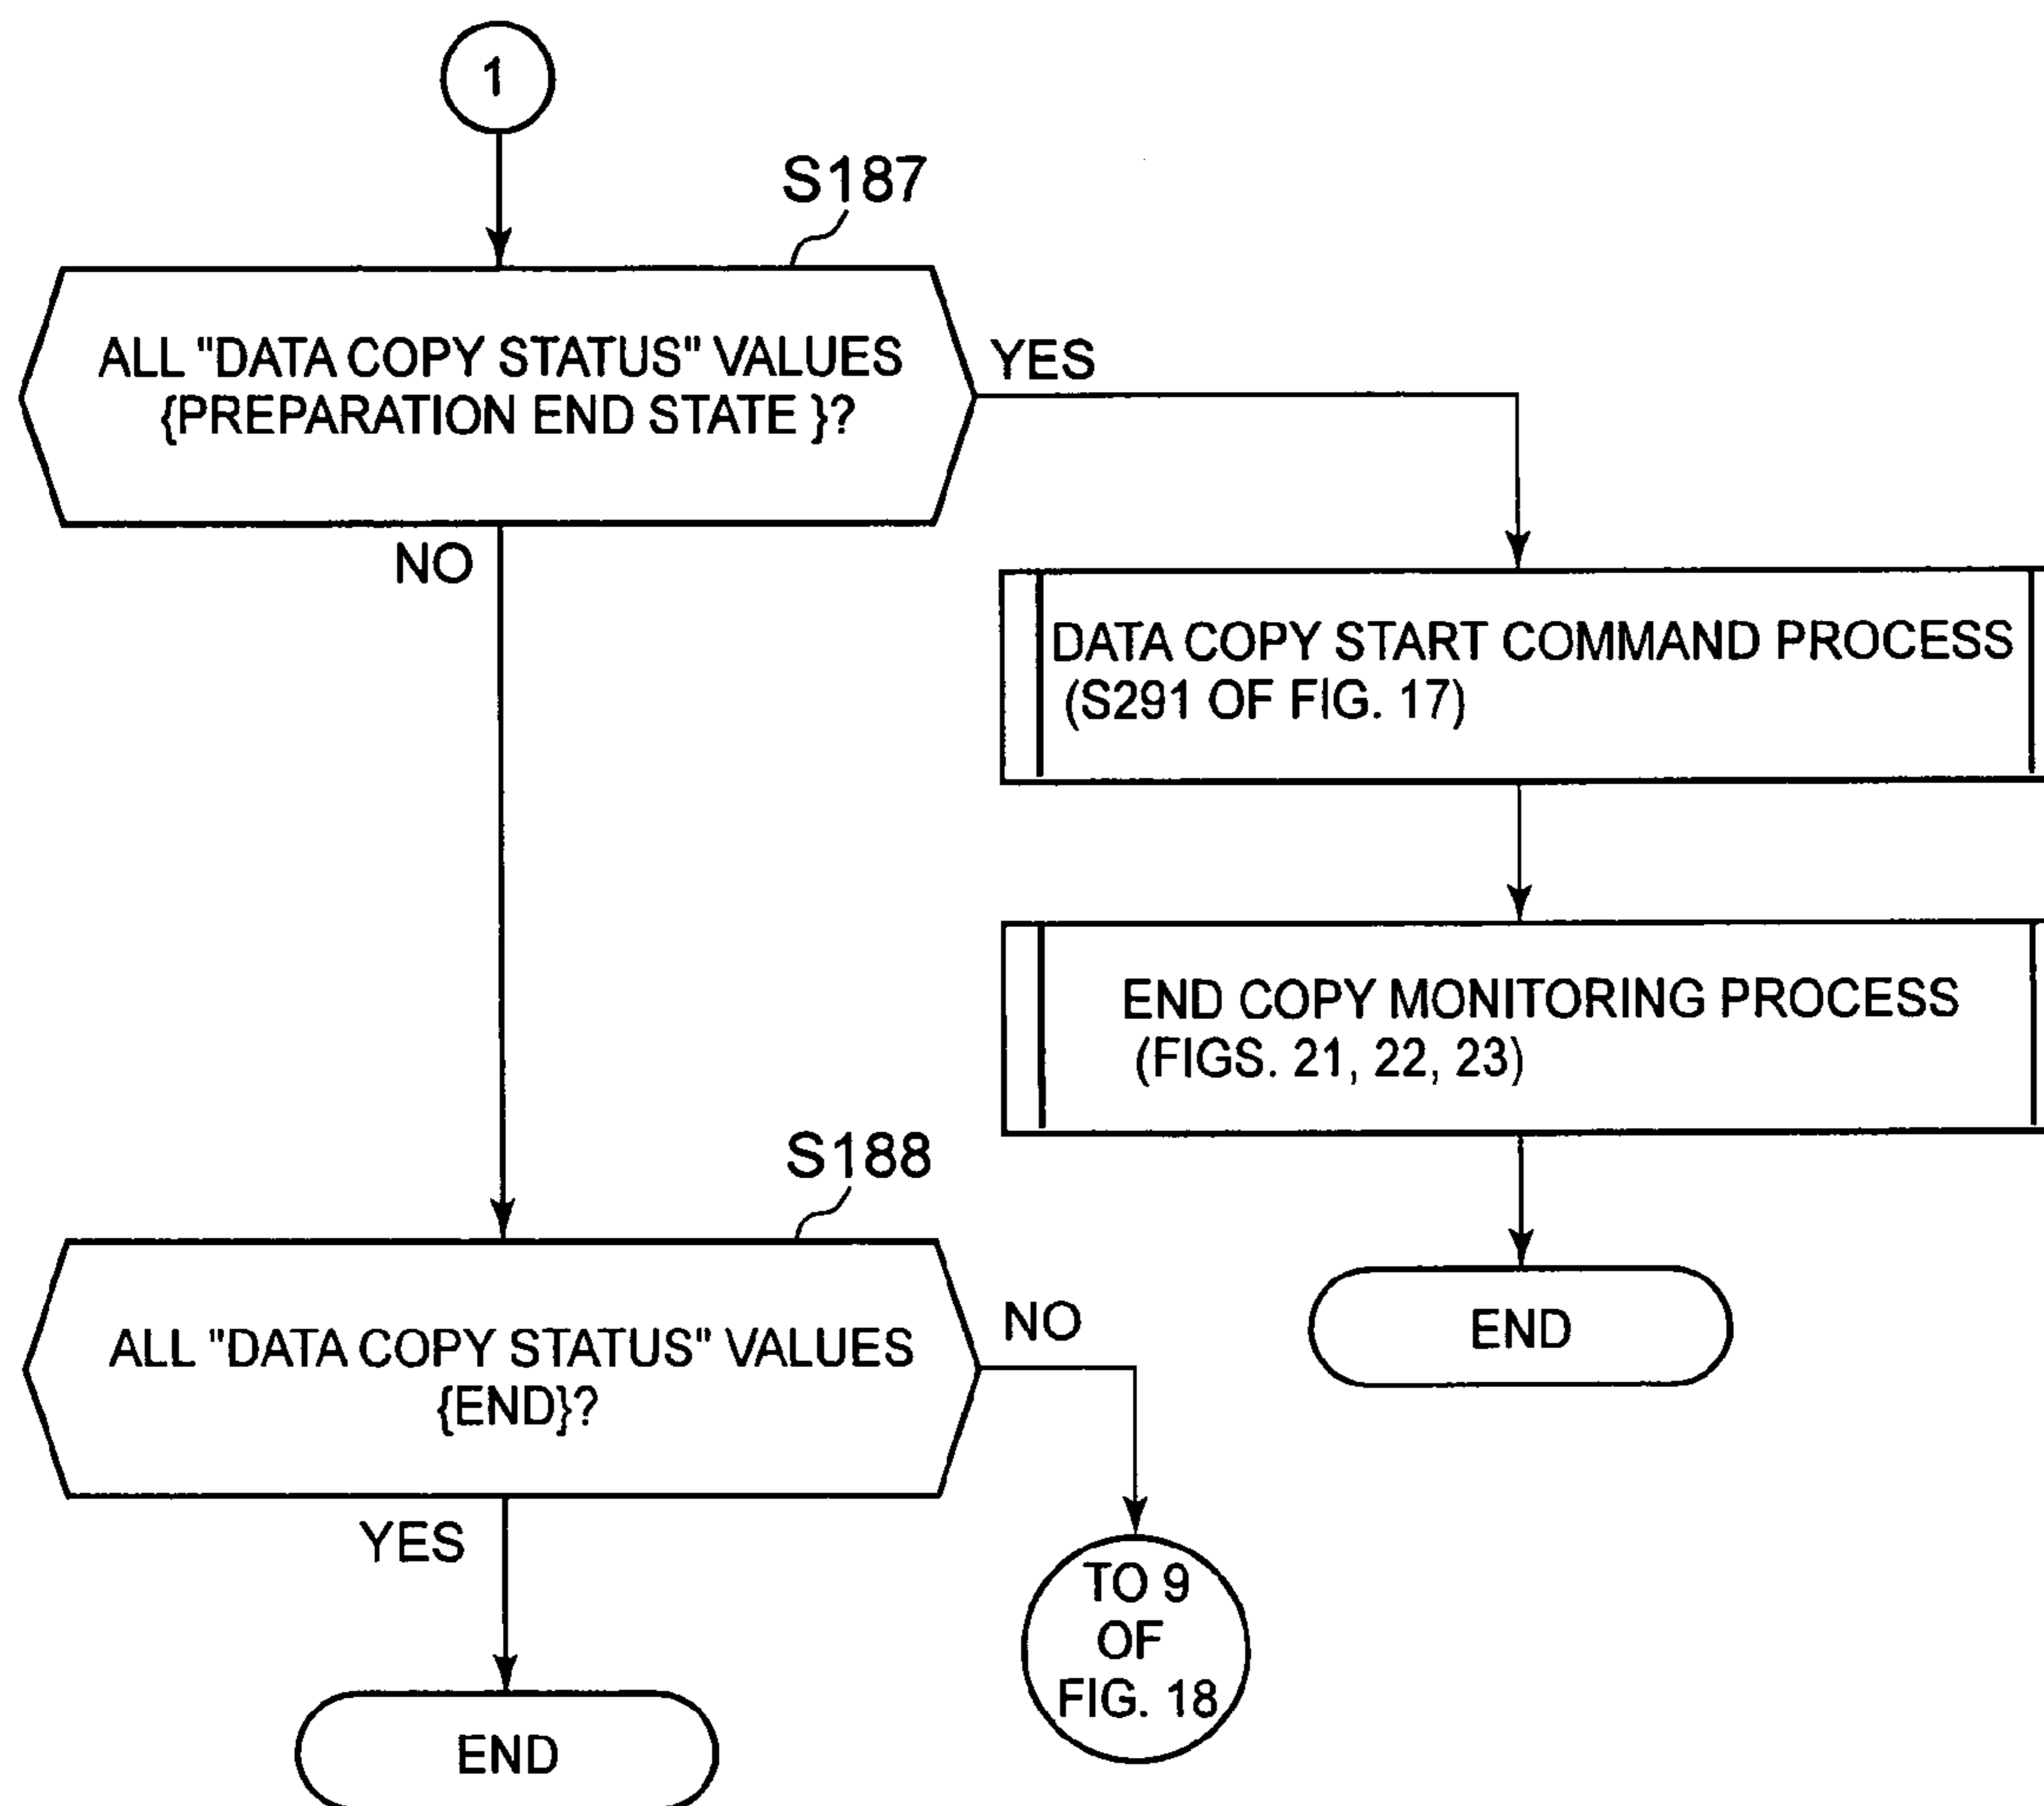 1
S187
ALL "DATA COPY STATUS" VALUES
{PREPARATION END STATE }?
YES
NO
DATA COPY START COMMAND PROCESS
(S291 OF FIG. 17)
END COPY MONITORING PROCESS
(FIGS. 21, 22, 23)
END
S188
ALL "DATA COPY STATUS" VALUES
{END}?
NO
YES
TO 9
OF
FIG. 18
END